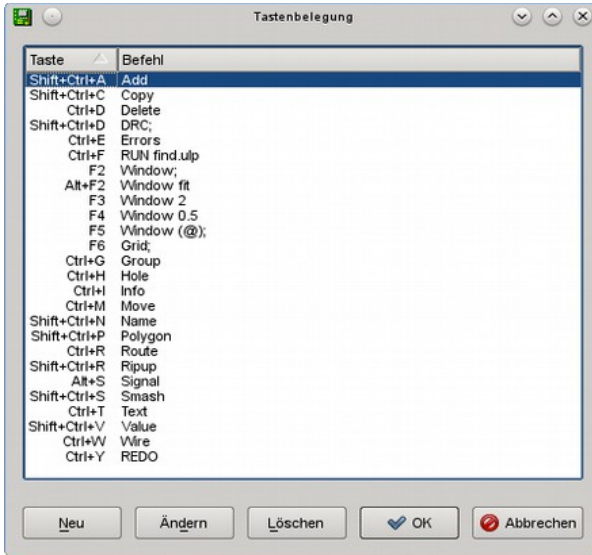 Tastenbelegung
Taste Befehl
Shift+Ctrl+A Add
Shift+Ctrl+C Copy
Ctrl+D Delete
Shift+Ctrl+D DRC;
Ctrl+E Errors
Ctrl+F RUN find.ulp
F2 Window;
Alt+F2 Window fit
F3 Window 2
F4 Window 0.5
F5 Window (@);
F6 Grid;
Ctrl+G Group
Ctrl+H Hole
Ctrl+I Info
Ctrl+M Move
Shift+Ctrl+N Name
Shift+Ctrl+P Polygon
Ctrl+R Route
Shift+Ctrl+R Ripup
Alt+S Signal
Shift+Ctrl+S Smash
Ctrl+T Text
Shift+Ctrl+V Value
Ctrl+W Wire
Ctrl+Y REDO
Neu Ändern Löschen OK Abbrechen